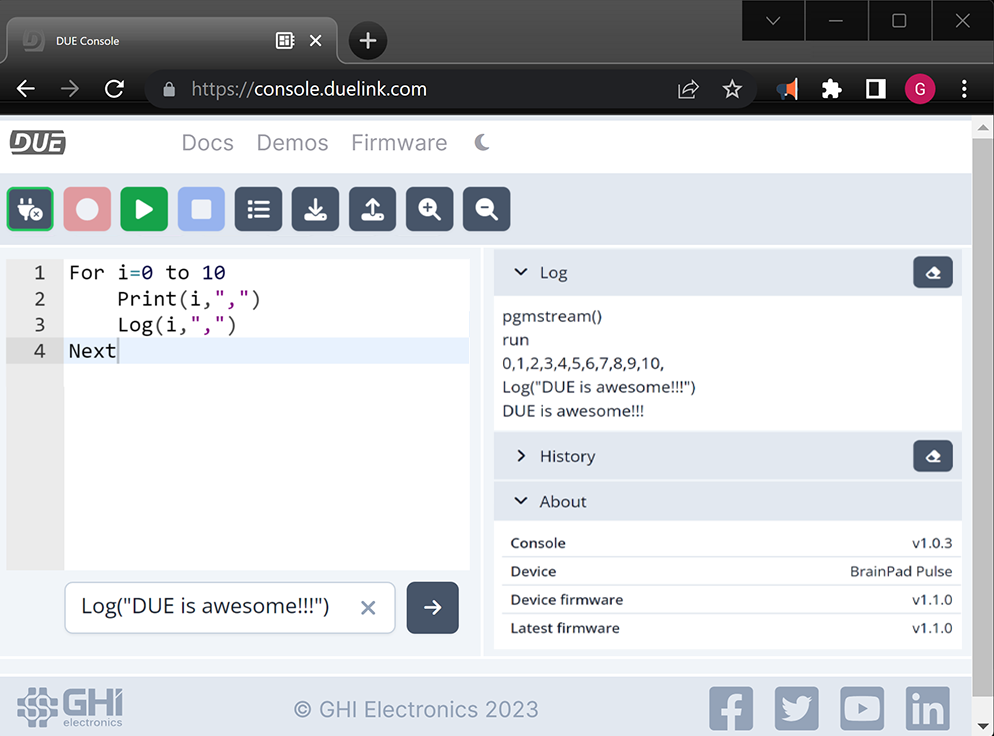 DUE Console
https://console.duelink.com
G
DUE
Docs Demos Firmware
1 For i=0 to 10
2 Print(i,",")
3 Log(i,",")
4 Next
Log("DUE is awesome!!!")
Log
pgmstream()
run
0,1,2,3,4,5,6,7,8,9,10,
Log("DUE is awesome!!!")
DUE is awesome!!!
History
About
Console v1.0.3
Device BrainPad Pulse
Device firmware v1.1.0
Latest firmware v1.1.0
GHI
electronics
© GHI Electronics 2023